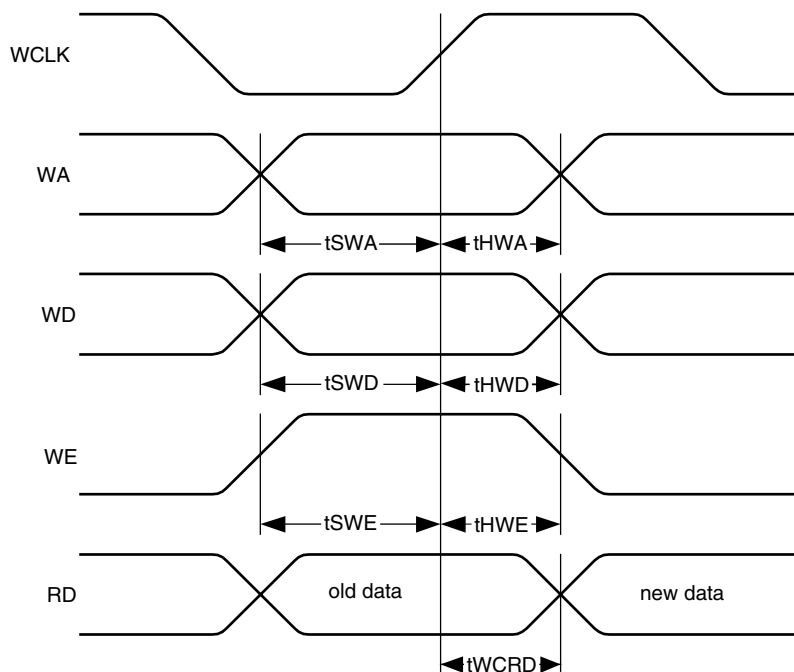 WCLK
WA
tSWA tHWA
WD
tSWD tHWD
WE
tSWE tHWE
RD old data new data
tWCRD